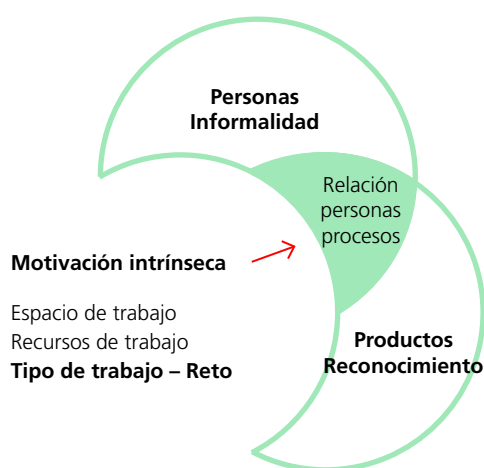 Personas
Informalidad
Relación
personas
procesos
Motivación intrínseca
Espacio de trabajo
Recursos de trabajo
Tipo de trabajo – Reto
Productos
Reconocimiento